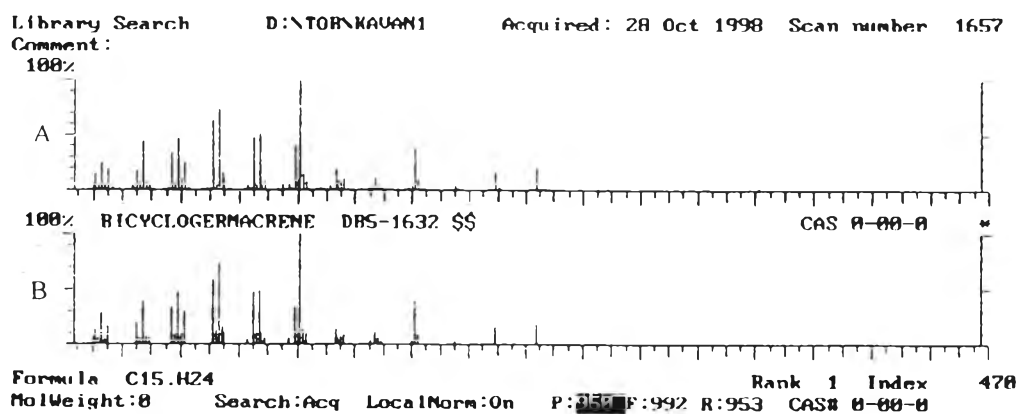 Library Search D:\TOR\KAVAN1 Acquired: 28 Oct 1998 Scan number 1657
Comment:
100%
A
100% BICYCLOGERMACRENE DB5-1632 $$ CAS 0-00-0 *
B
Formula C15.H24 Rank 1 Index 470
MolWeight:0 Search:Acq LocalNorm:On P: F:992 R:953 CAS# 0-00-0